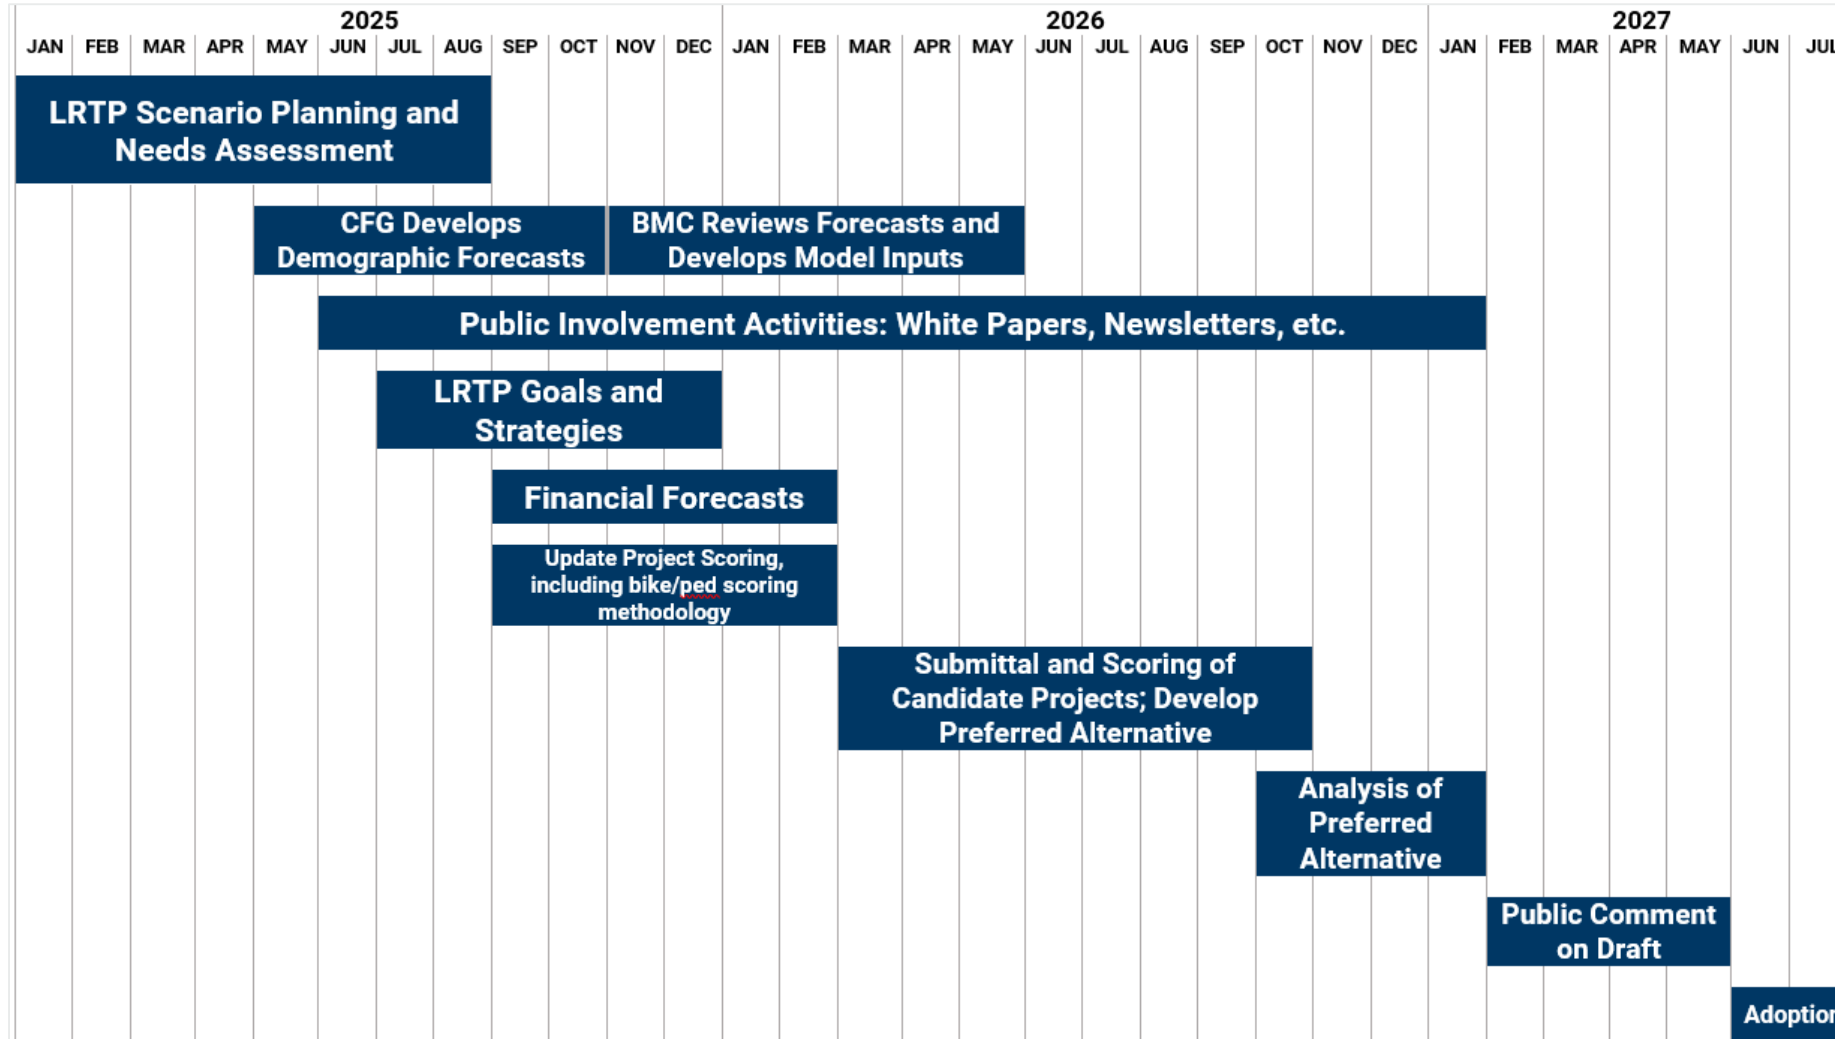 2025 2026 2027
JAN FEB MAR APR MAY JUN JUL AUG SEP OCT NOV DEC JAN FEB MAR APR MAY JUN JUL AUG SEP OCT NOV DEC JAN FEB MAR APR MAY JUN JUL
LRTP Scenario Planning and
Needs Assessment
CFG Develops
Demographic Forecasts
BMC Reviews Forecasts and
Develops Model Inputs
Public Involvement Activities: White Papers, Newsletters, etc.
LRTP Goals and
Strategies
Financial Forecasts
Update Project Scoring,
including bike/ped scoring
methodology
Submittal and Scoring of
Candidate Projects; Develop
Preferred Alternative
Analysis of
Preferred
Alternative
Public Comment
on Draft
Adoption